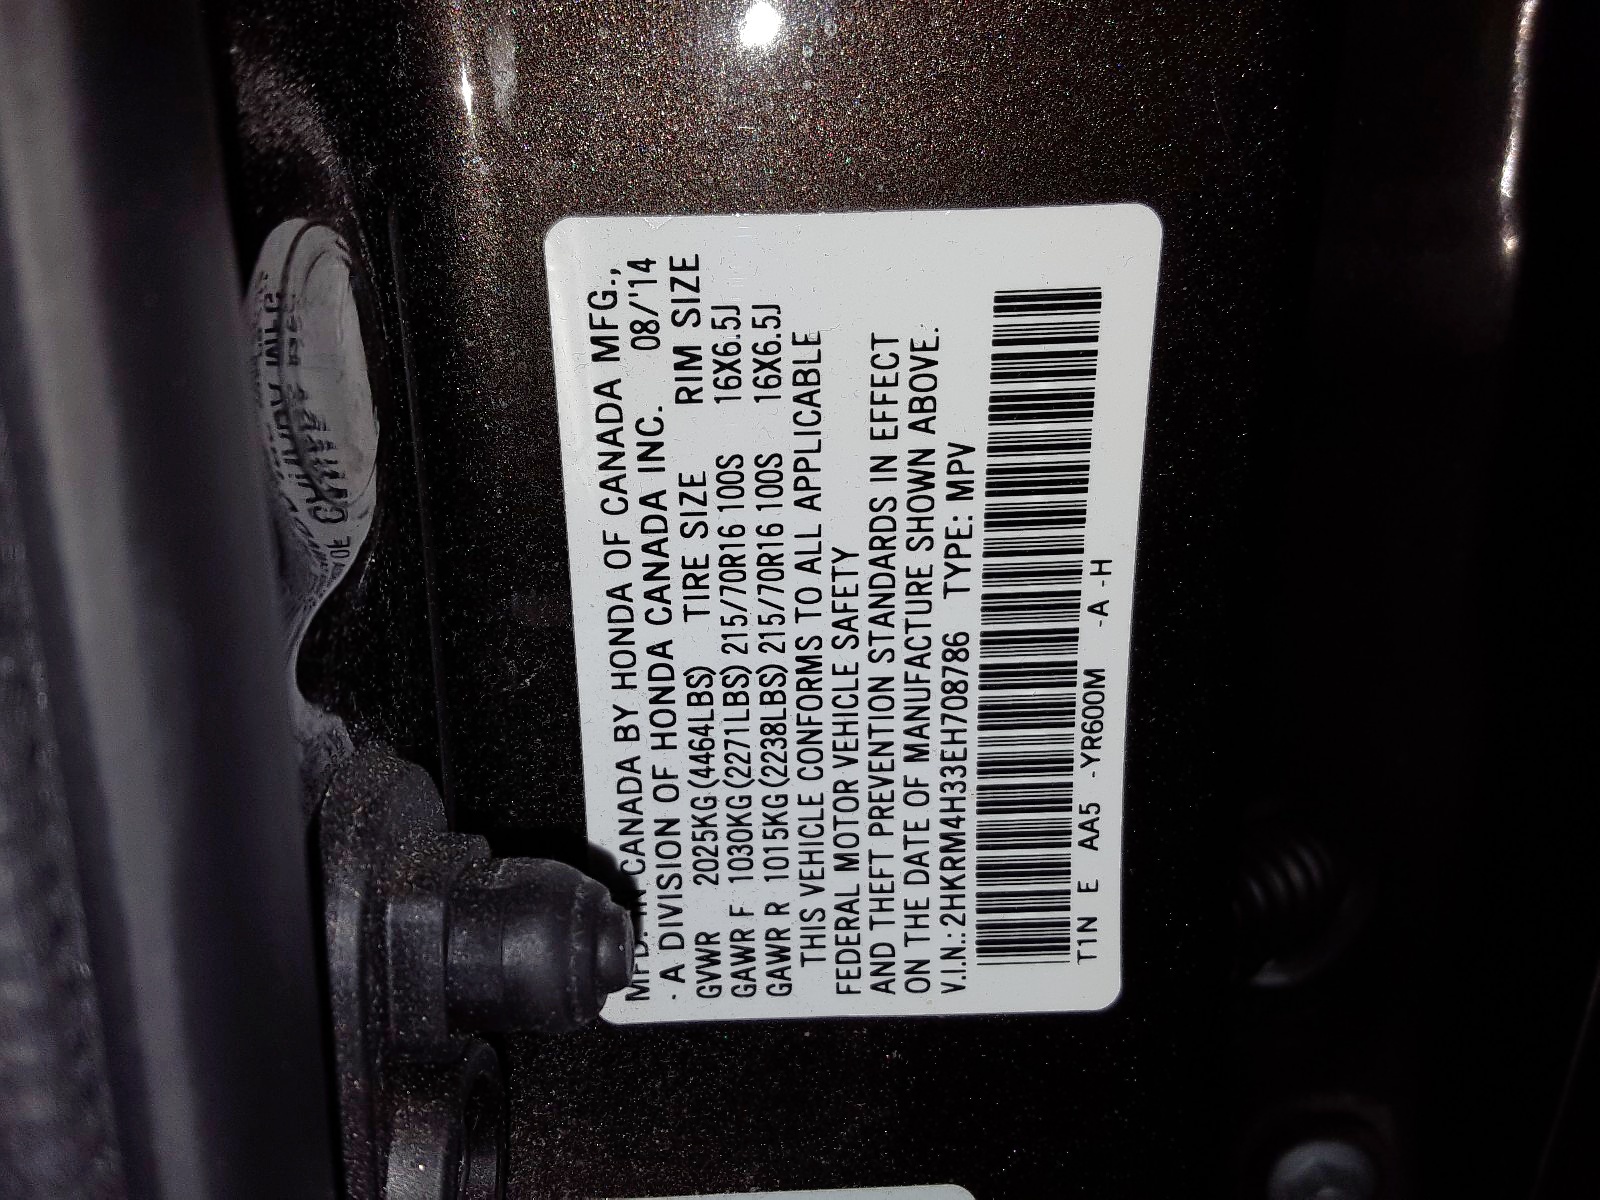 MFD. IN CANADA BY HONDA OF CANADA MFG.,
- A DIVISION OF HONDA CANADA INC. 08/'14
GVWR 2025KG (4464LBS) TIRE SIZE RIM SIZE
GAWR F 1030KG (2271LBS) 215/70R16 100S 16X6.5J
GAWR R 1015KG (2238LBS) 215/70R16 100S 16X6.5J
THIS VEHICLE CONFORMS TO ALL APPLICABLE
FEDERAL MOTOR VEHICLE SAFETY
AND THEFT PREVENTION STANDARDS IN EFFECT
ON THE DATE OF MANUFACTURE SHOWN ABOVE.
V.I.N.: 2HKRM4H33EH708786 TYPE: MPV
T1N E AA5 -YR600M -A -H